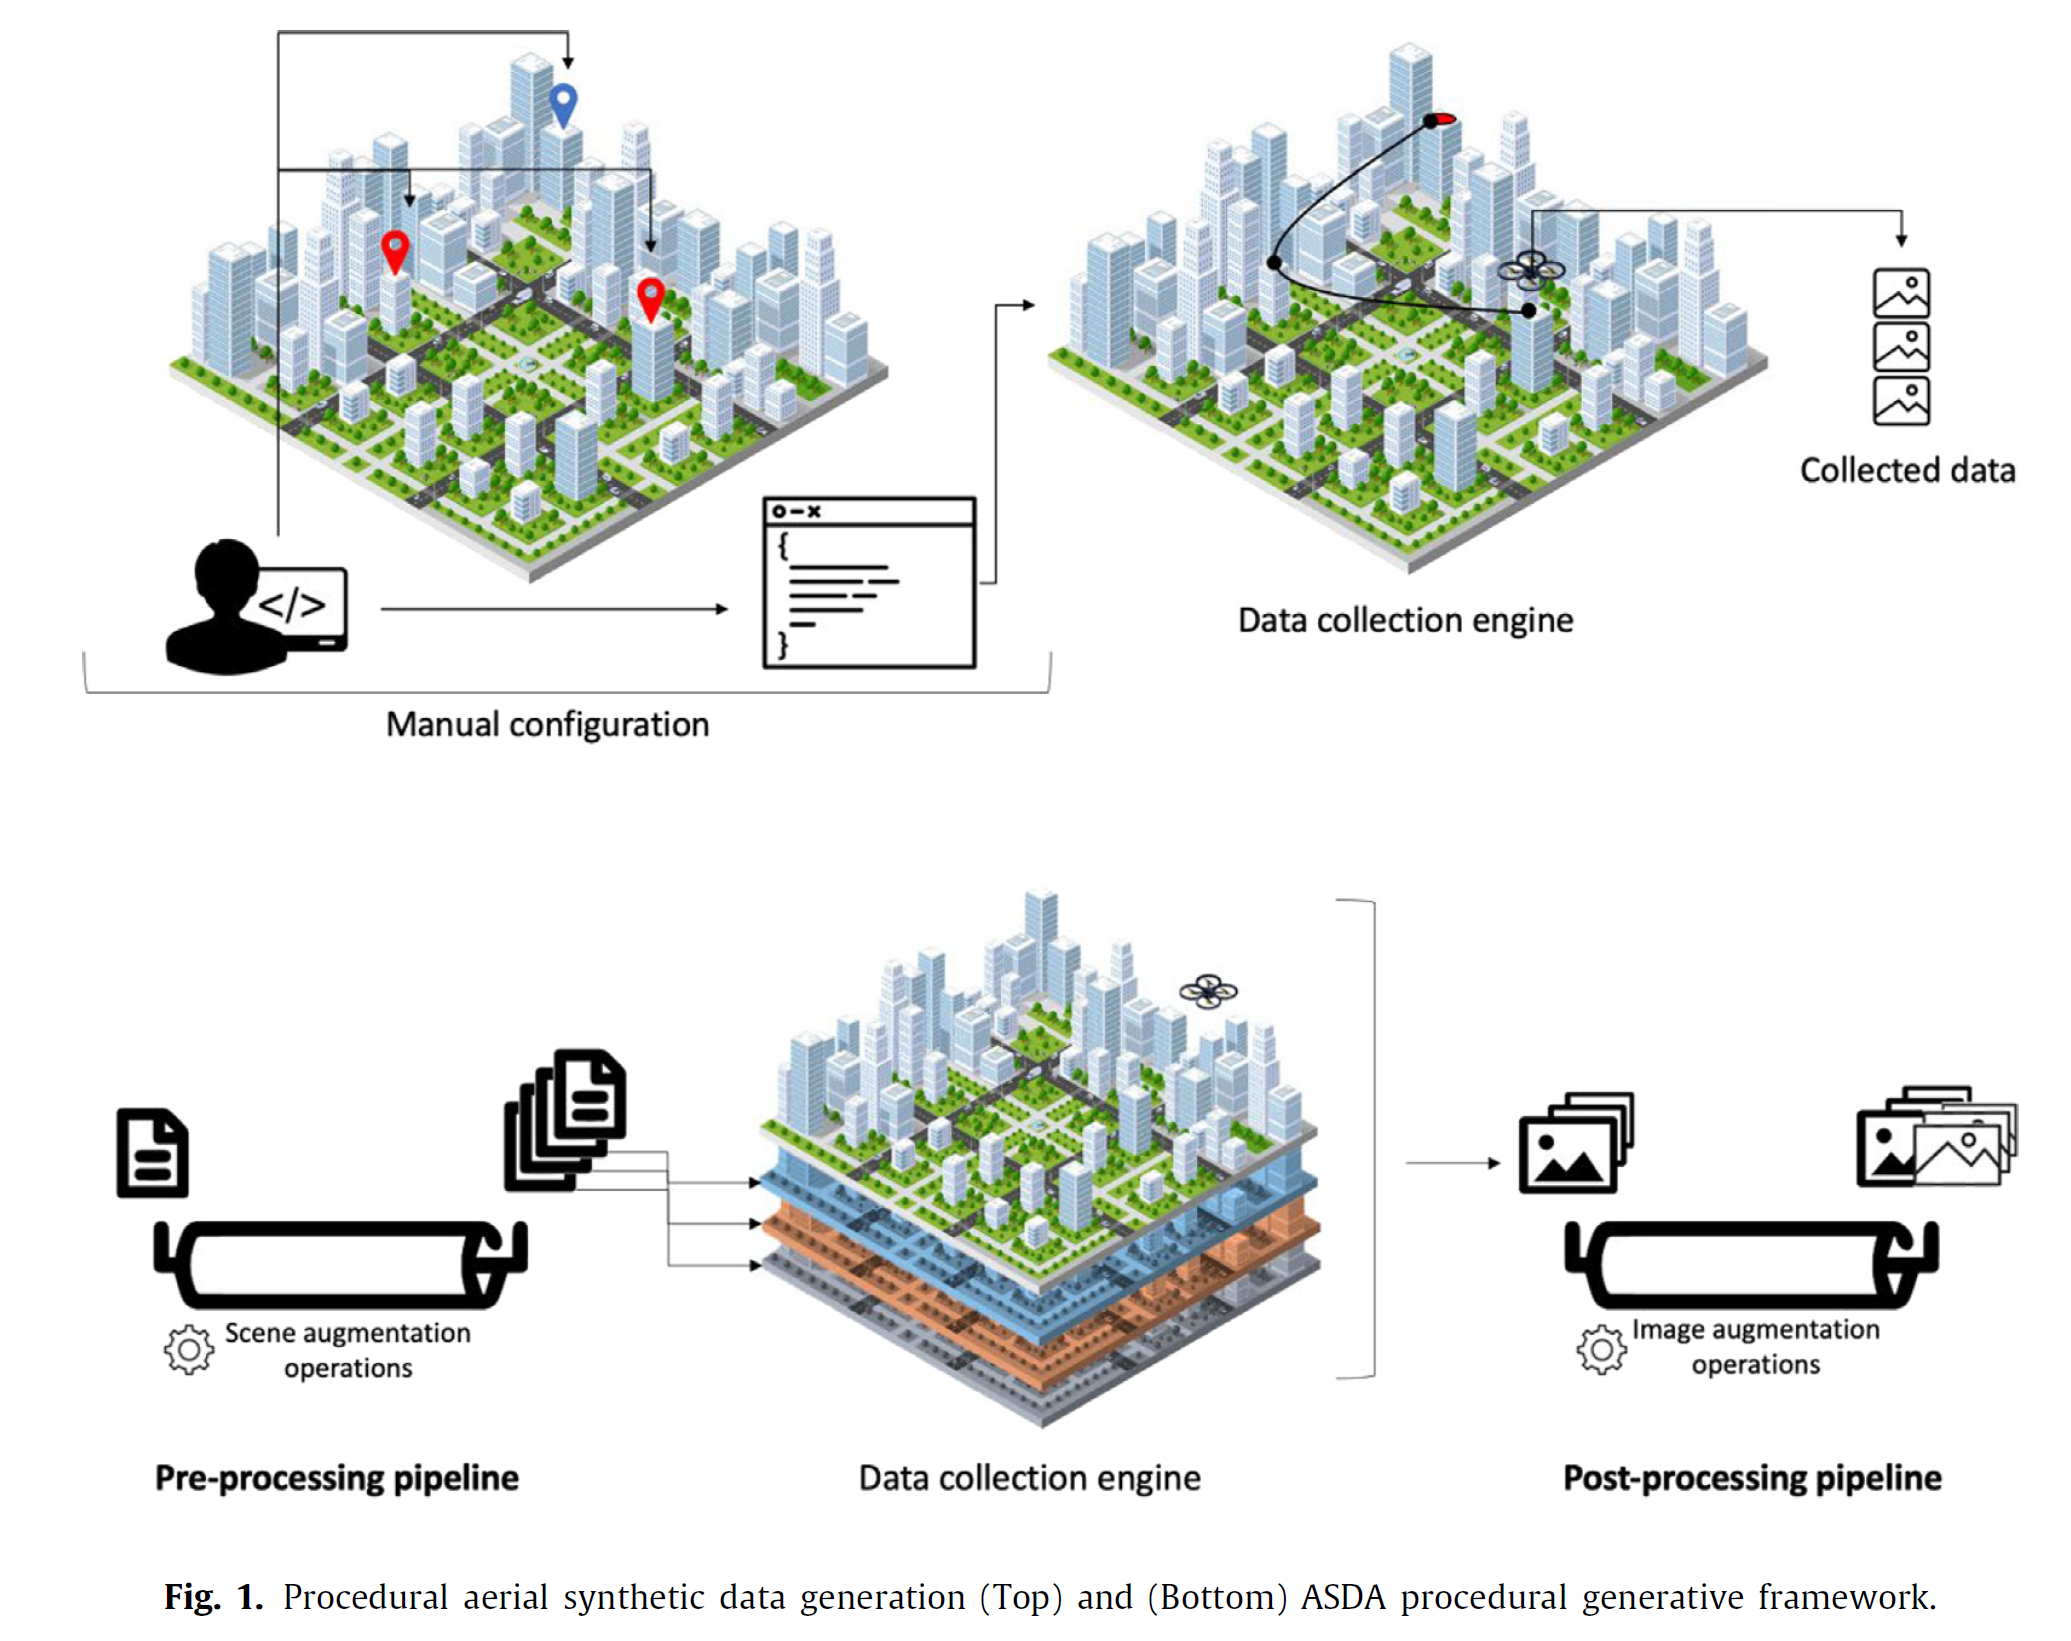 </>
{
}
Manual configuration
Data collection engine
Collected data
Scene augmentation
operations
Pre-processing pipeline
Data collection engine
Image augmentation
operations
Post-processing pipeline
Fig. 1. Procedural aerial synthetic data generation (Top) and (Bottom) ASDA procedural generative framework.